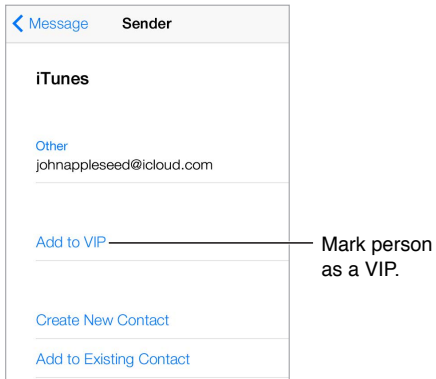 Message Sender
iTunes
Other
johnappleseed@icloud.com
Add to VIP
Mark person
as a VIP.
Create New Contact
Add to Existing Contact